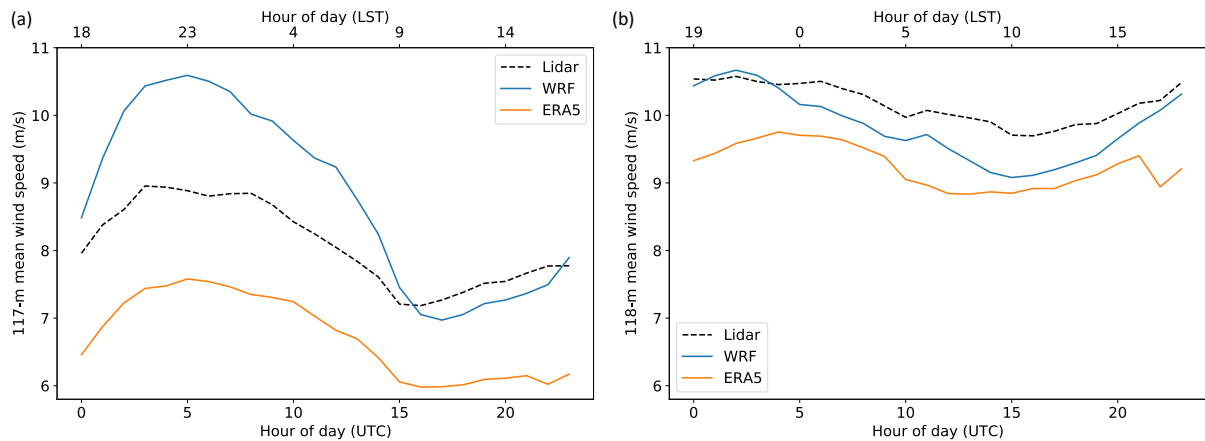 (a)
Hour of day (LST)
18 23 4 9 14
11
10
9
8
7
6
117-m mean wind speed (m/s)
Lidar
WRF
ERA5
0 5 10 15 20
Hour of day (UTC)
(b)
Hour of day (LST)
19 0 5 10 15
11
10
9
8
7
6
118-m mean wind speed (m/s)
Lidar
WRF
ERA5
0 5 10 15 20
Hour of day (UTC)